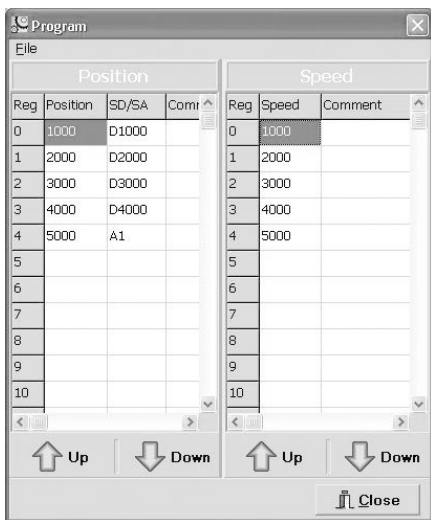 Program
File
Position Speed
Reg Position SD/SA Comr Reg Speed Comment
0 1000 D1000 0 1000
1 2000 D2000 1 2000
2 3000 D3000 2 3000
3 4000 D4000 3 4000
4 5000 A1 4 5000
5 5
6 6
7 7
8 8
9 9
10 10
Up Down Up Down
Close